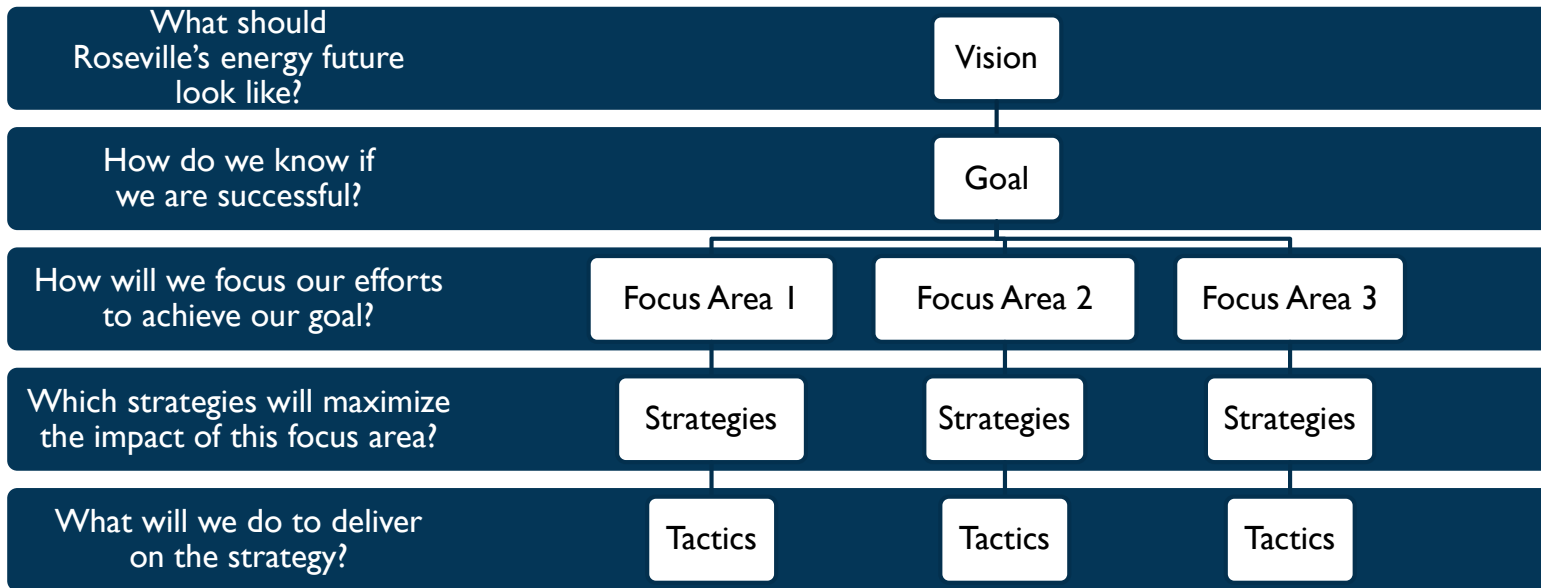 What should
Roseville’s energy future
look like?
Vision
How do we know if
we are successful?
Goal
How will we focus our efforts
to achieve our goal?
Focus Area 1
Focus Area 2
Focus Area 3
Which strategies will maximize
the impact of this focus area?
Strategies
Strategies
Strategies
What will we do to deliver
on the strategy?
Tactics
Tactics
Tactics